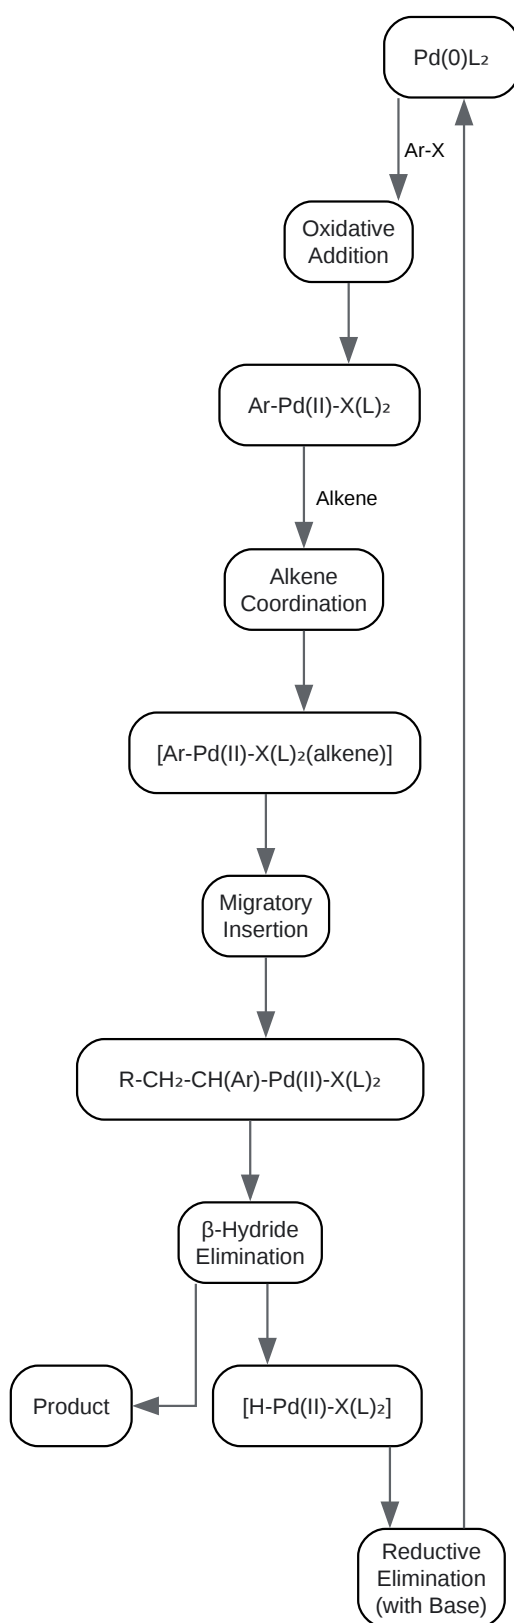 Pd(0)L₂
Ar-X
Oxidative
Addition
Ar-Pd(II)-X(L)₂
Alkene
Alkene
Coordination
[Ar-Pd(II)-X(L)₂(alkene)]
Migratory
Insertion
R-CH₂-CH(Ar)-Pd(II)-X(L)₂
β-Hydride
Elimination
Product
[H-Pd(II)-X(L)₂]
Reductive
Elimination
(with Base)